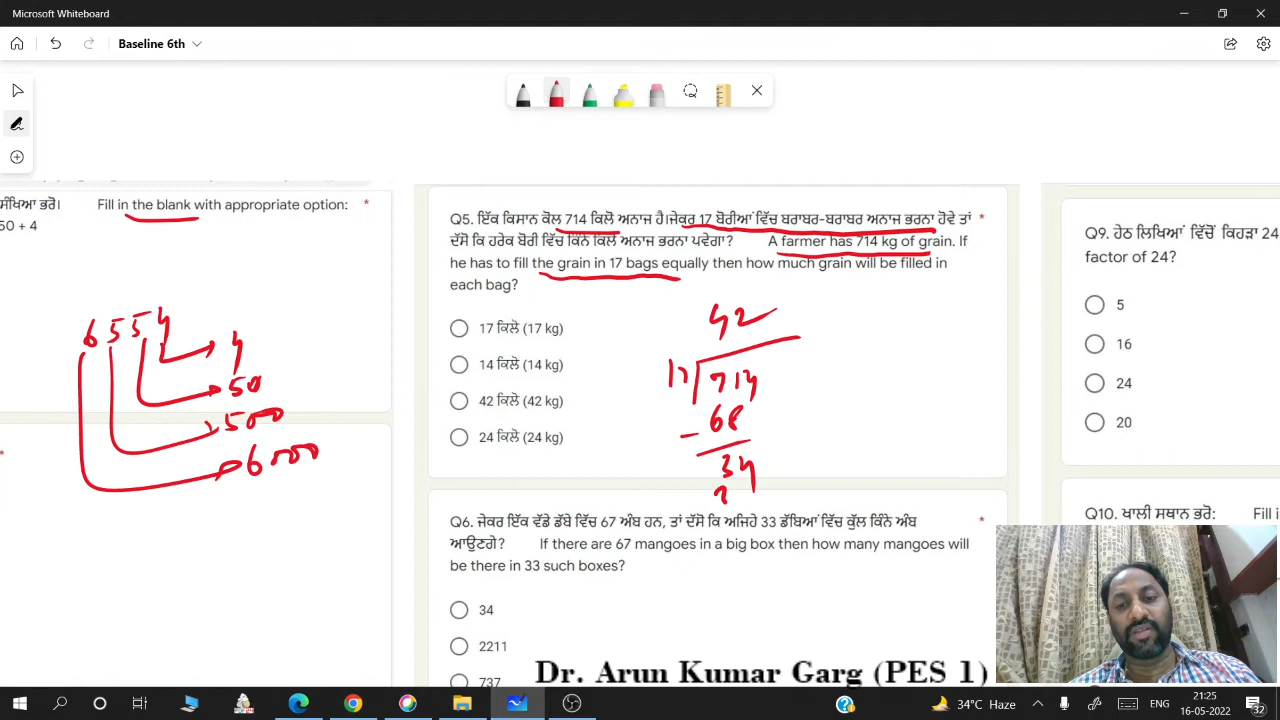 Microsoft Whiteboard
Baseline 6th
ਸੰਖਿਆ ਭਰੋ। Fill in the blank with appropriate option: *
50 + 4
6554
4
50
500
6000
*
Q5. ਇੱਕ ਕਿਸਾਨ ਕੋਲ 714 ਕਿਲੋ ਅਨਾਜ ਹੈ।ਜੇਕਰ 17 ਬੋਰੀਆਂ ਵਿੱਚ ਬਰਾਬਰ-ਬਰਾਬਰ ਅਨਾਜ ਭਰਨਾ ਹੋਵੇ ਤਾਂ *
ਦੱਸੋ ਕਿ ਹਰੇਕ ਬੋਰੀ ਵਿੱਚ ਕਿੰਨੇ ਕਿਲੋ ਅਨਾਜ ਭਰਨਾ ਪਵੇਗਾ? A farmer has 714 kg of grain. If
he has to fill the grain in 17 bags equally then how much grain will be filled in
each bag?
17 ਕਿਲੋ (17 kg)
14 ਕਿਲੋ (14 kg)
42 ਕਿਲੋ (42 kg)
24 ਕਿਲੋ (24 kg)
42
17 714
- 68
34
Q6. ਜੇਕਰ ਇੱਕ ਵੱਡੇ ਡੱਬੇ ਵਿੱਚ 67 ਅੰਬ ਹਨ, ਤਾਂ ਦੱਸੋ ਕਿ ਅਜਿਹੇ 33 ਡੱਬਿਆਂ ਵਿੱਚ ਕੁੱਲ ਕਿੰਨੇ ਅੰਬ *
ਆਉਣਗੇ? If there are 67 mangoes in a big box then how many mangoes will
be there in 33 such boxes?
34
2211
737
Q9. ਹੇਠ ਲਿਖਿਆਂ ਵਿੱਚੋਂ ਕਿਹੜਾ 24
factor of 24?
5
16
24
20
Q10. ਖਾਲੀ ਸਥਾਨ ਭਰੋ: Fill i
Dr. Arun Kumar Garg (PES 1)
34°C Haze
ENG
21:25
16-05-2022
32